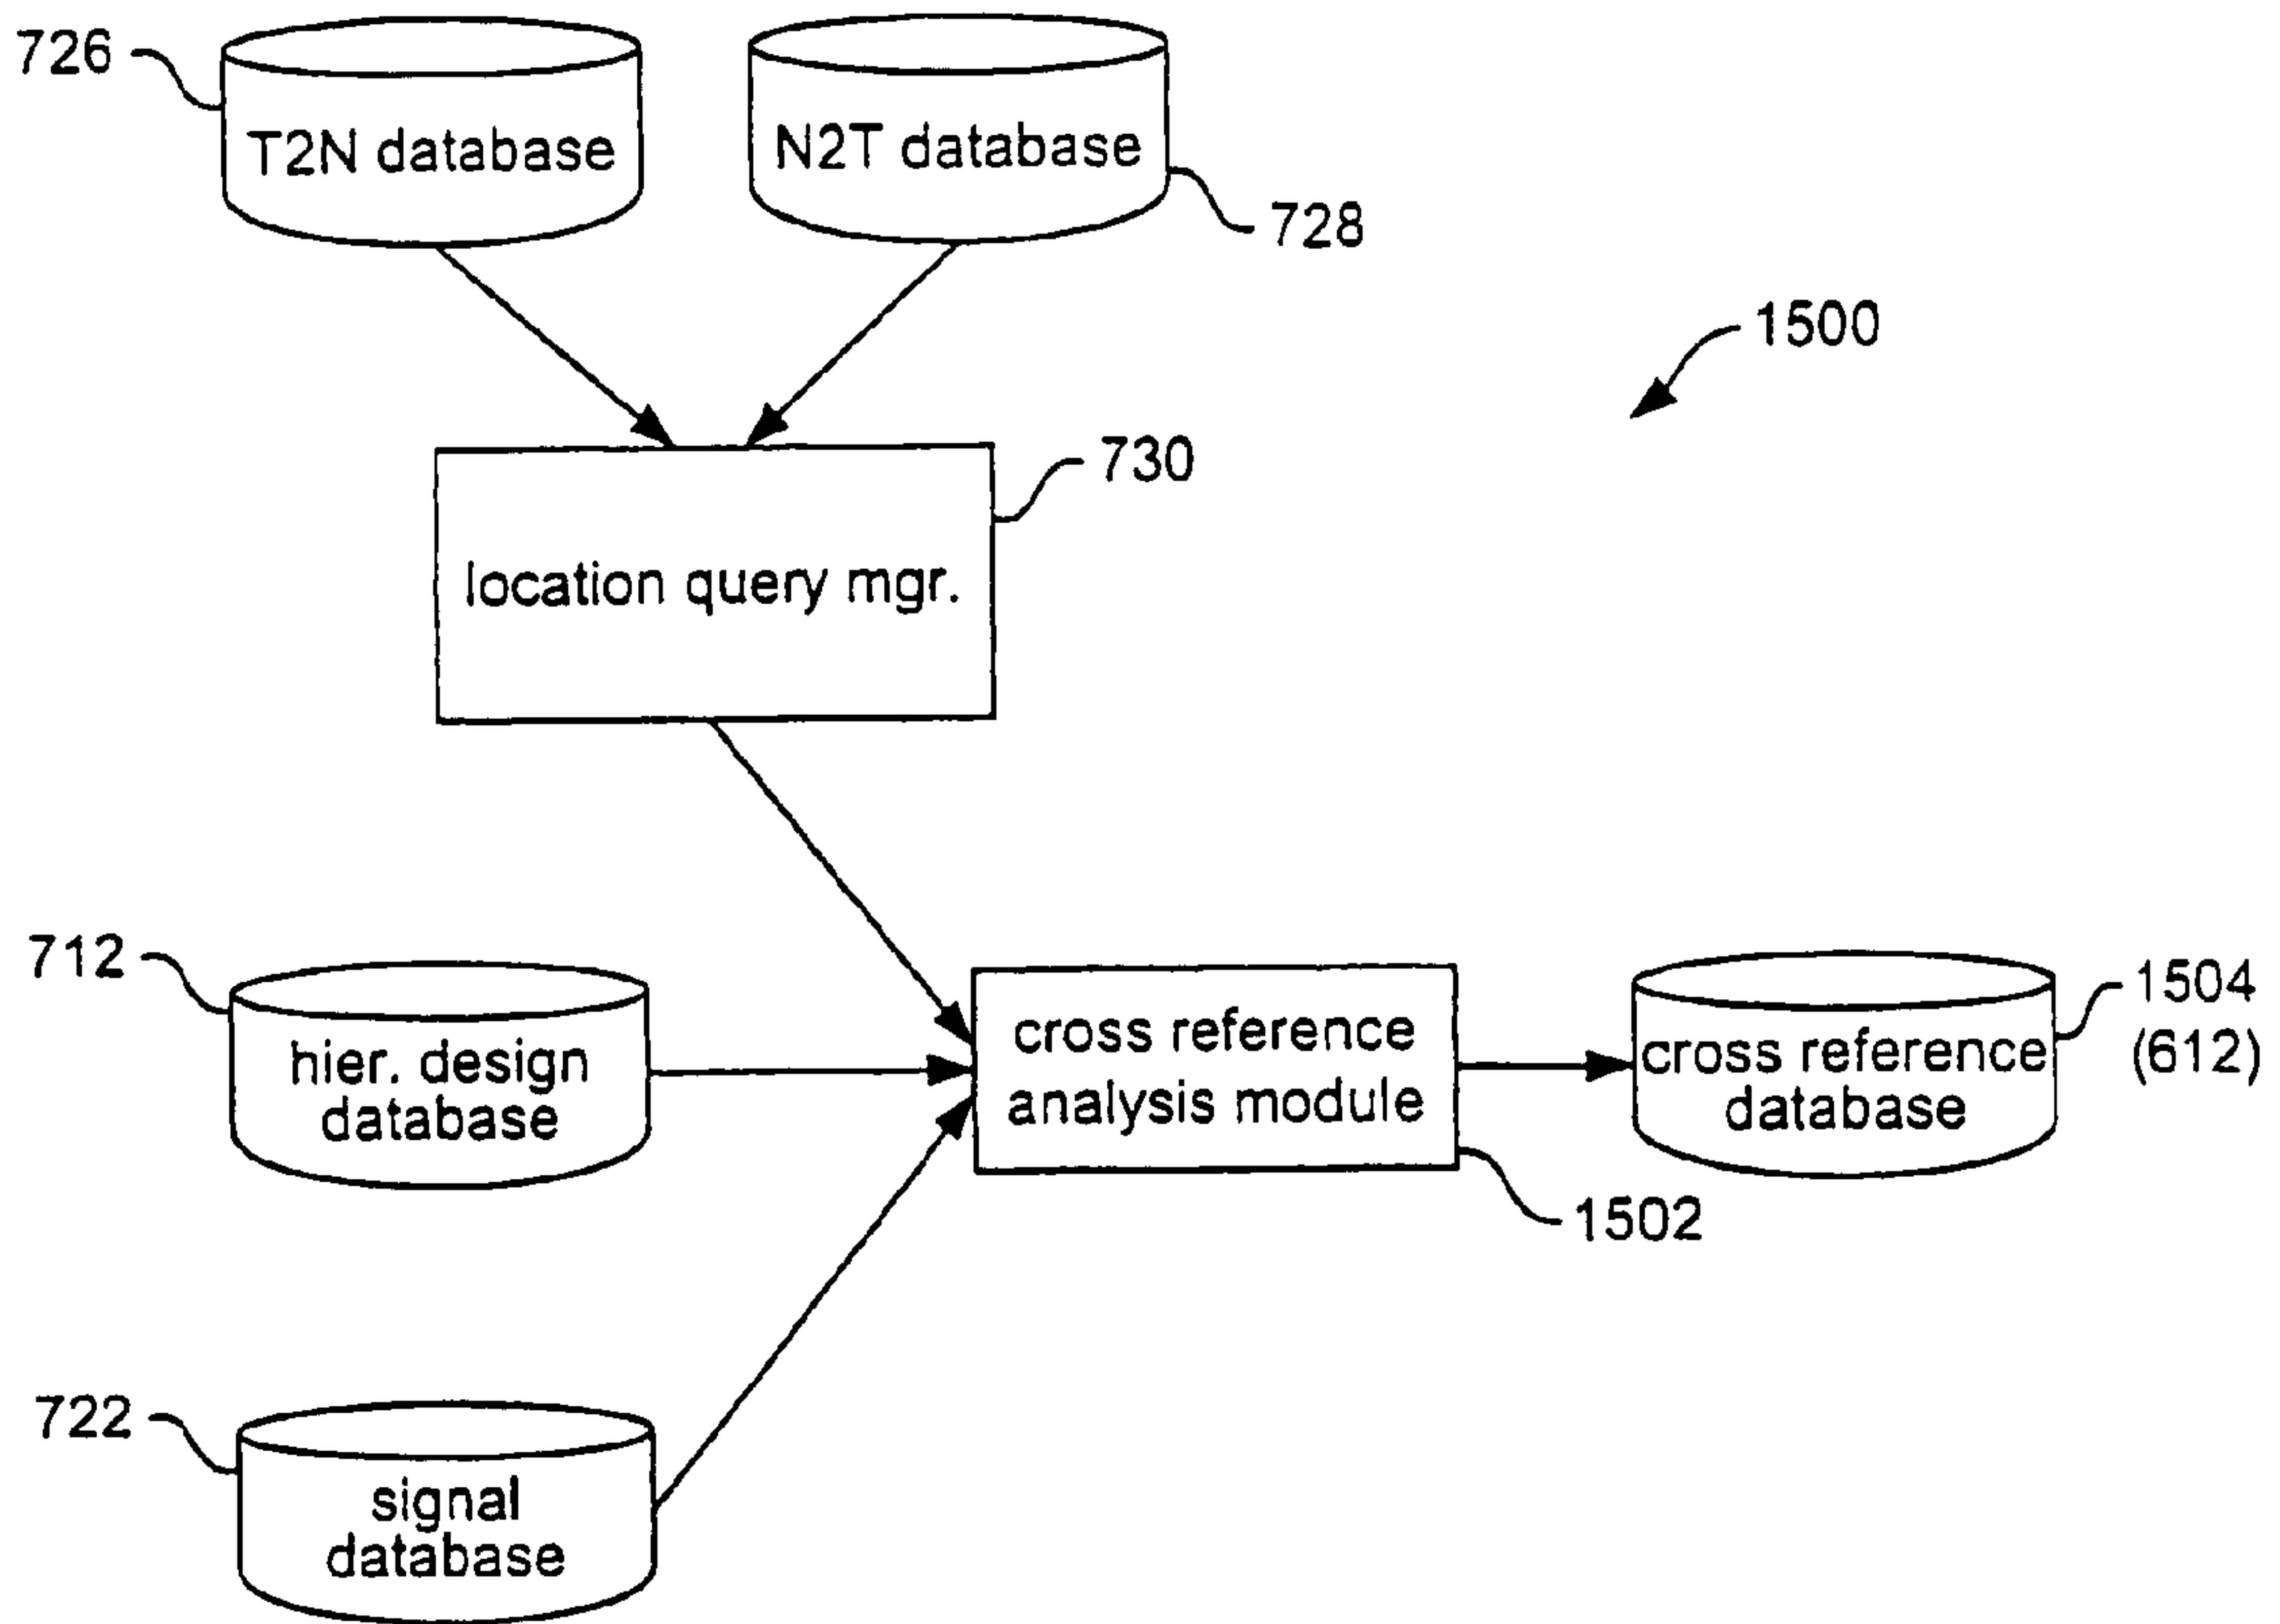 726
T2N database
N2T database
728
1500
730
location query mgr.
712
hier. design
database
cross reference
analysis module
1502
cross reference
database
1504
(612)
722
signal
database